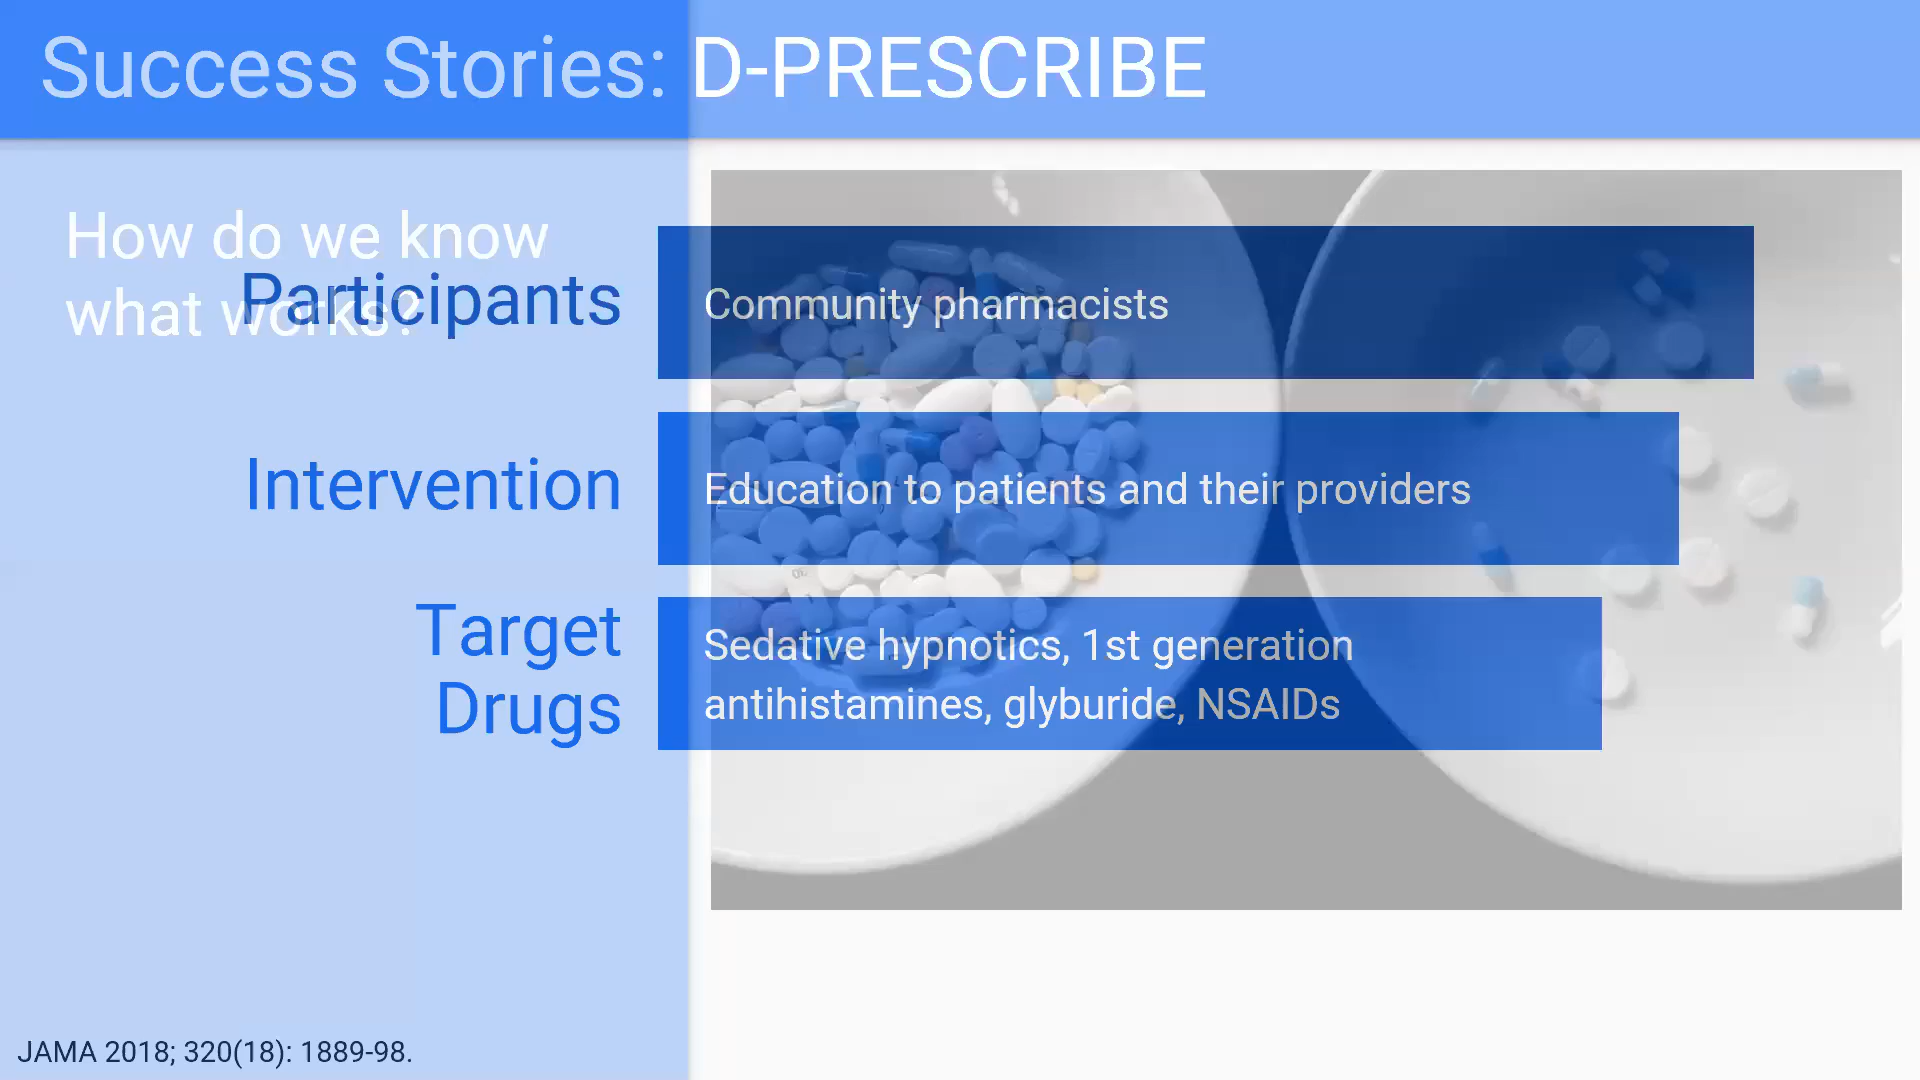 Success Stories: D-PRESCRIBE
How do we know
what works?
Participants
Community pharmacists
Intervention
Education to patients and their providers
Target
Drugs
Sedative hypnotics, 1st generation
antihistamines, glyburide, NSAIDs
JAMA 2018; 320(18): 1889-98.